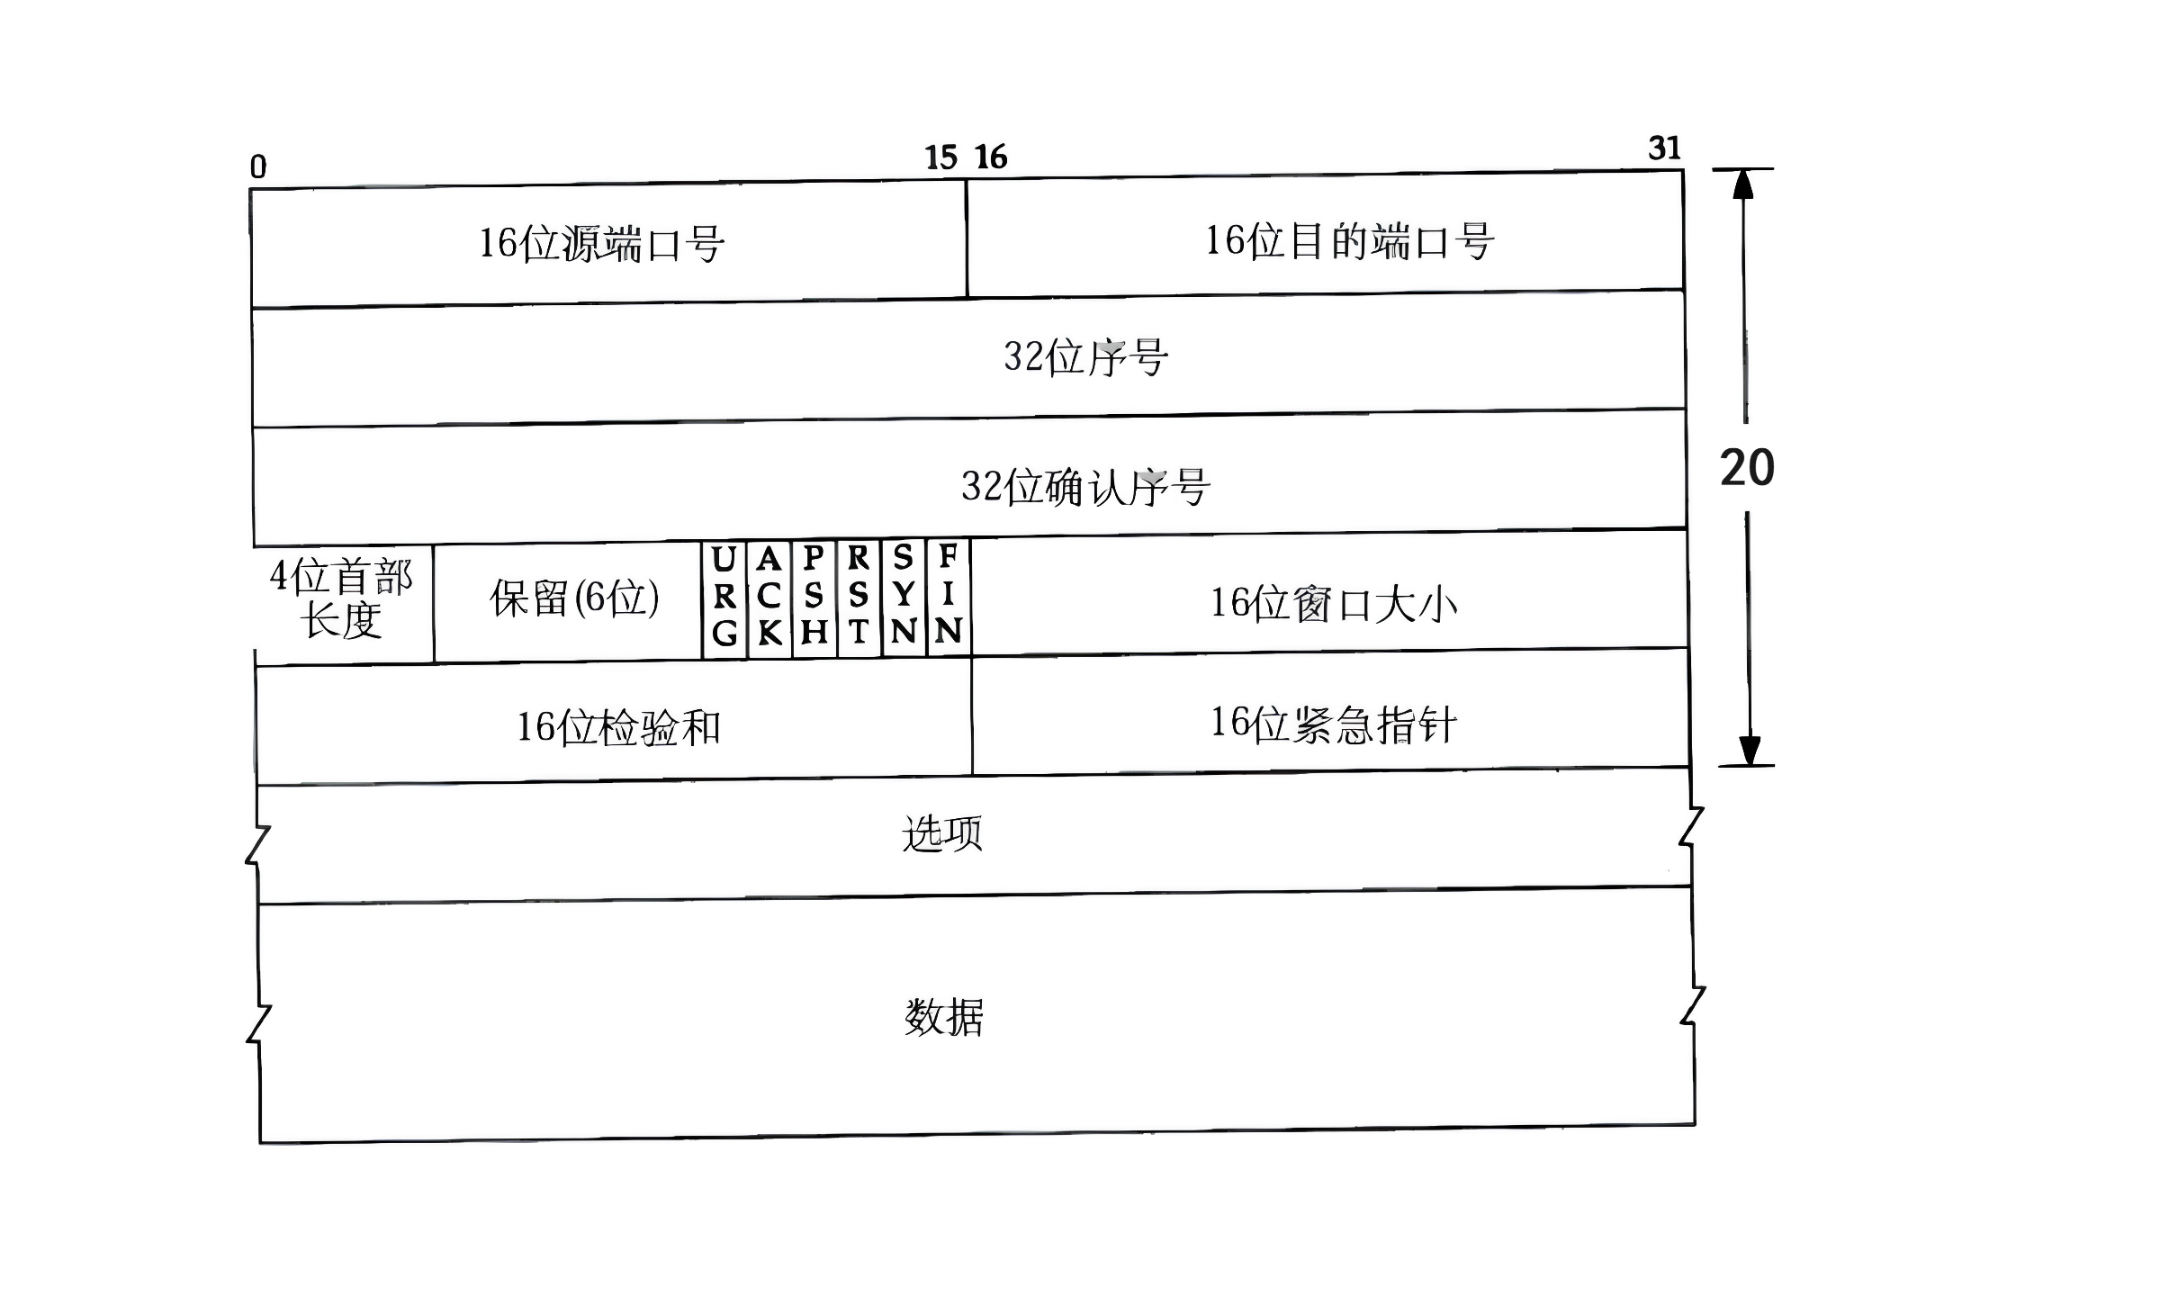 0 15 16 31
16位源端口号 16位目的端口号
32位序号
32位确认序号
20
4位首部
长度
保留(6位)
URG
ACK
PSH
RST
SYN
FIN
16位窗口大小
16位检验和 16位紧急指针
选项
数据